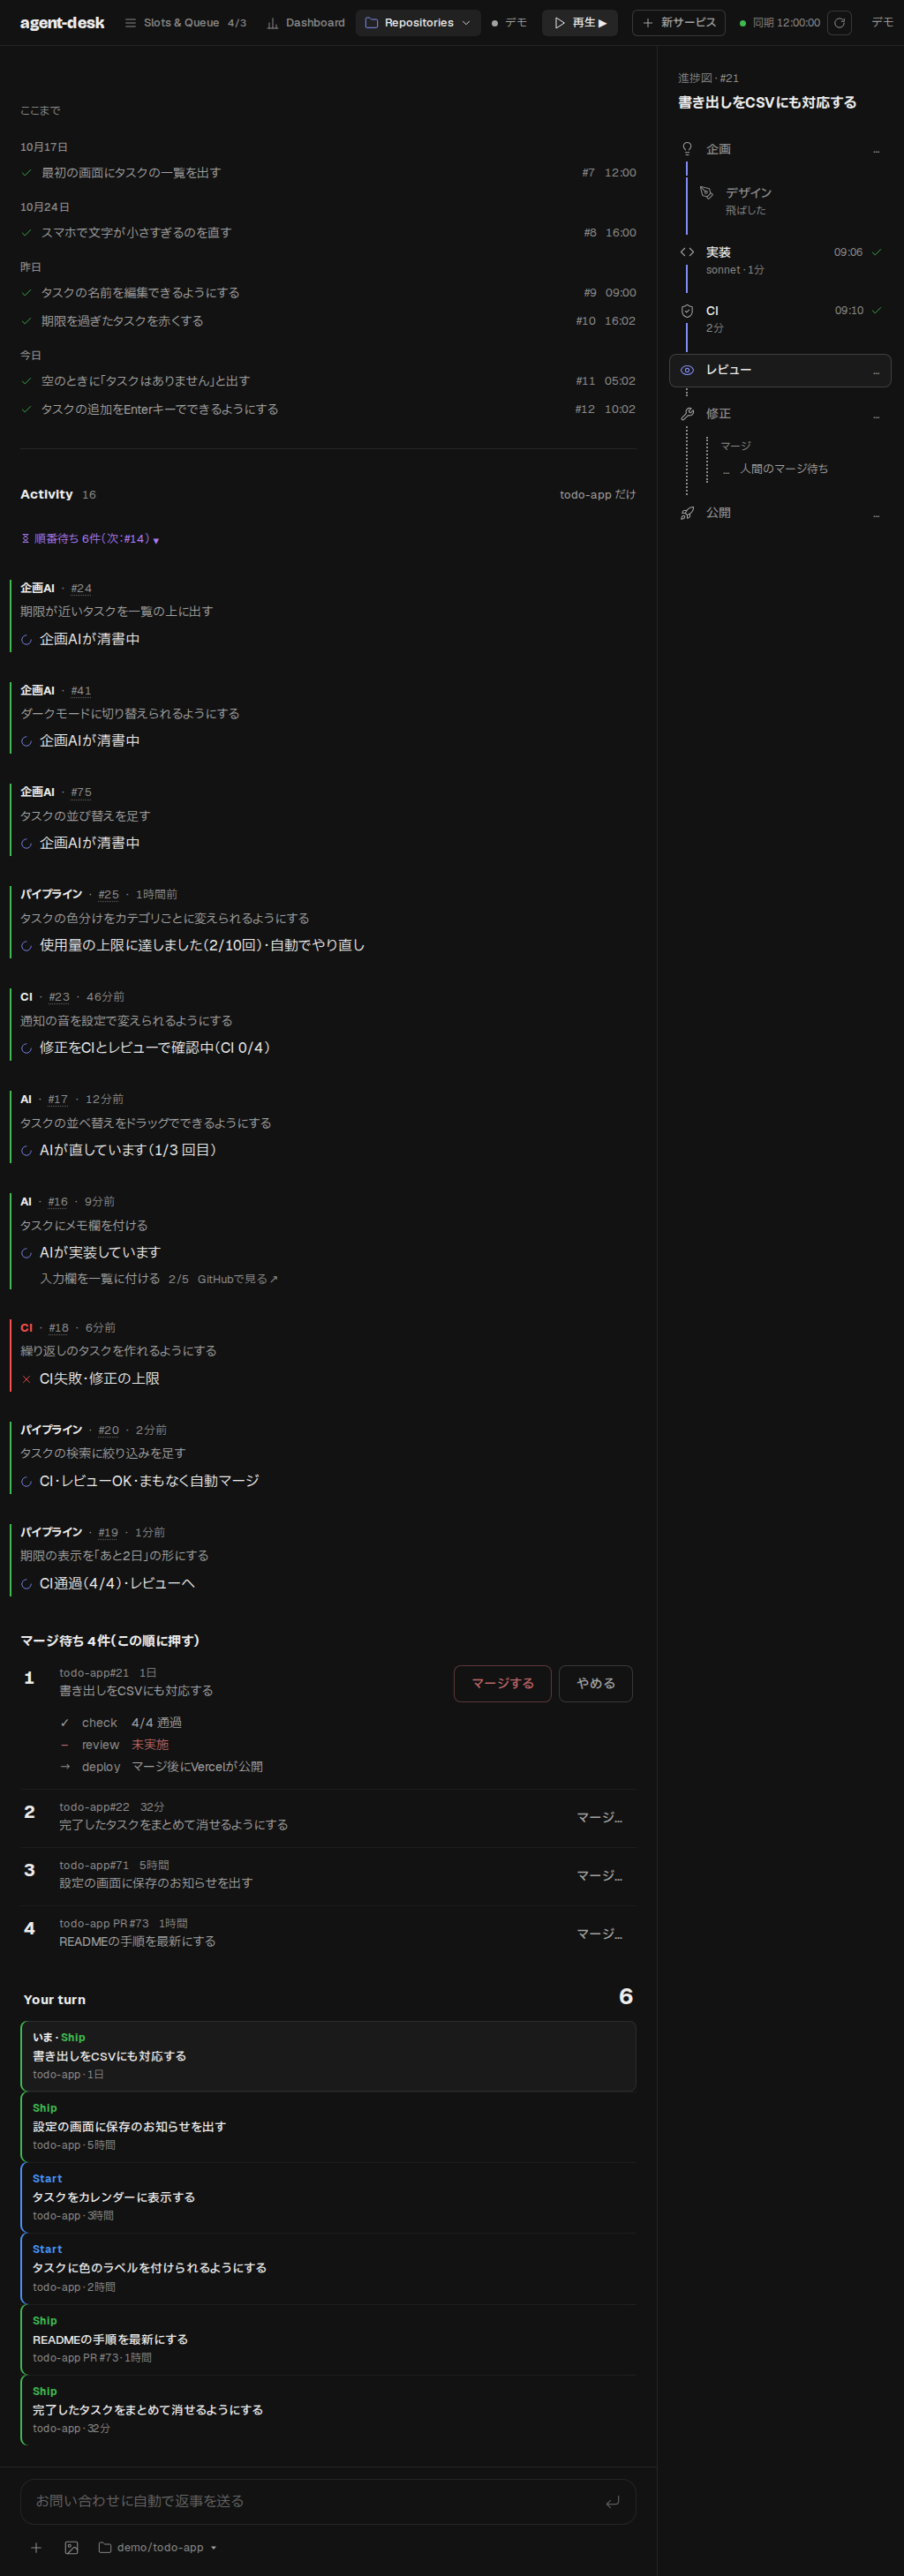 agent-desk Slots & Queue 4/3 Dashboard Repositories デモ 再生 ▶ 新サービス 同期 12:00:00 デモ
ここまで
10月17日
最初の画面にタスクの一覧を出す #7 12:00
10月24日
スマホで文字が小さすぎるのを直す #8 16:00
昨日
タスクの名前を編集できるようにする #9 09:00
期限を過ぎたタスクを赤くする #10 16:02
今日
空のときに「タスクはありません」と出す #11 05:02
タスクの追加をEnterキーでできるようにする #12 10:02
Activity 16 todo-app だけ
順番待ち 6件(次:#14) ▾
企画AI · #24
期限が近いタスクを一覧の上に出す
企画AIが清書中
企画AI · #41
ダークモードに切り替えられるようにする
企画AIが清書中
企画AI · #75
タスクの並び替えを足す
企画AIが清書中
パイプライン · #25 · 1時間前
タスクの色分けをカテゴリごとに変えられるようにする
使用量の上限に達しました(2/10回)・自動でやり直し
CI · #23 · 46分前
通知の音を設定で変えられるようにする
修正をCIとレビューで確認中(CI 0/4)
AI · #17 · 12分前
タスクの並べ替えをドラッグでできるようにする
AIが直しています(1/3 回目)
AI · #16 · 9分前
タスクにメモ欄を付ける
AIが実装しています
入力欄を一覧に付ける 2/5 GitHubで見る ↗
CI · #18 · 6分前
繰り返しのタスクを作れるようにする
CI失敗・修正の上限
パイプライン · #20 · 2分前
タスクの検索に絞り込みを足す
CI・レビューOK・まもなく自動マージ
パイプライン · #19 · 1分前
期限の表示を「あと2日」の形にする
CI通過(4/4)・レビューへ
マージ待ち 4件(この順に押す)
1 todo-app#21 1日
書き出しをCSVにも対応する
マージする やめる
✓ check 4/4 通過
– review 未実施
→ deploy マージ後にVercelが公開
2 todo-app#22 32分
完了したタスクをまとめて消せるようにする
マージ…
3 todo-app#71 5時間
設定の画面に保存のお知らせを出す
マージ…
4 todo-app PR #73 1時間
READMEの手順を最新にする
マージ…
Your turn 6
いま · Ship
書き出しをCSVにも対応する
todo-app · 1日
Ship
設定の画面に保存のお知らせを出す
todo-app · 5時間
Start
タスクをカレンダーに表示する
todo-app · 3時間
Start
タスクに色のラベルを付けられるようにする
todo-app · 2時間
Ship
READMEの手順を最新にする
todo-app PR #73 · 1時間
Ship
完了したタスクをまとめて消せるようにする
todo-app · 32分
お問い合わせに自動で返事を送る
demo/todo-app ▾
進捗図 · #21
書き出しをCSVにも対応する
企画 …
デザイン
飛ばした
実装 09:06
sonnet · 1分
CI 09:10
2分
レビュー …
修正 …
マージ
… 人間のマージ待ち
公開 …